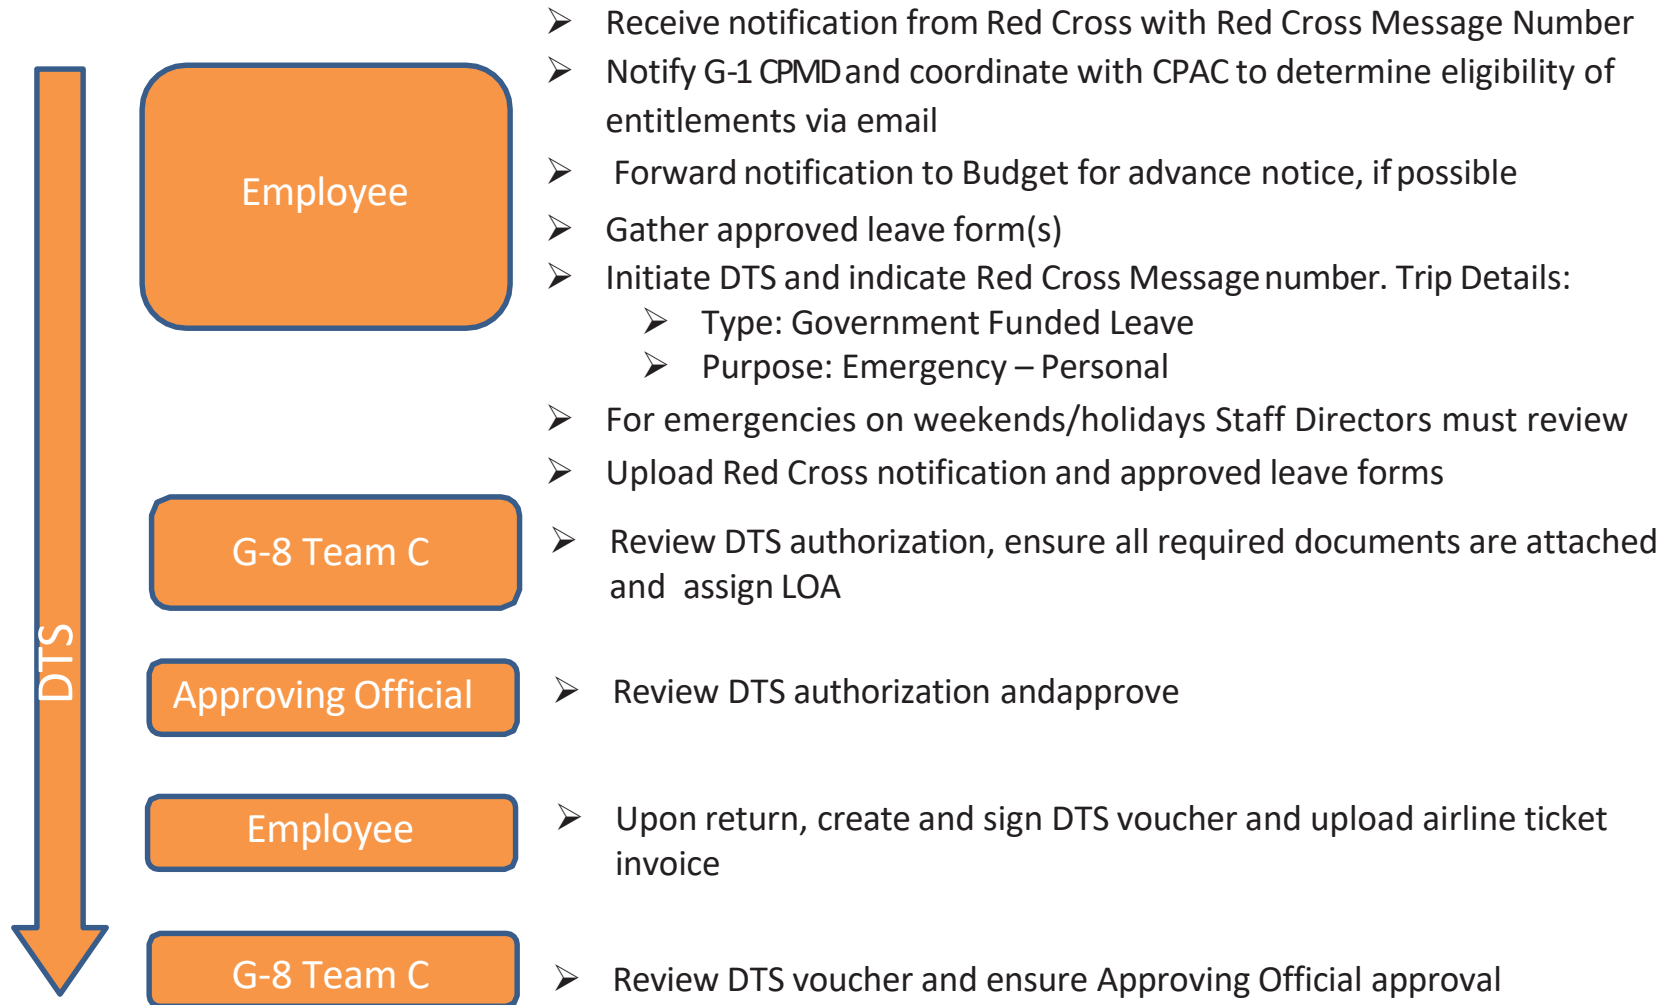 ➢ Receive notification from Red Cross with Red Cross Message Number
➢ Notify G-1 CPMD and coordinate with CPAC to determine eligibility of
entitlements via email
Employee
➢ Forward notification to Budget for advance notice, if possible
➢ Gather approved leave form(s)
➢ Initiate DTS and indicate Red Cross Message number. Trip Details:
➢ Type: Government Funded Leave
➢ Purpose: Emergency – Personal
➢ For emergencies on weekends/holidays Staff Directors must review
➢ Upload Red Cross notification and approved leave forms
G-8 Team C
➢ Review DTS authorization, ensure all required documents are attached
and assign LOA
DTS
Approving Official
➢ Review DTS authorization andapprove
Employee
➢ Upon return, create and sign DTS voucher and upload airline ticket
invoice
G-8 Team C
➢ Review DTS voucher and ensure Approving Official approval